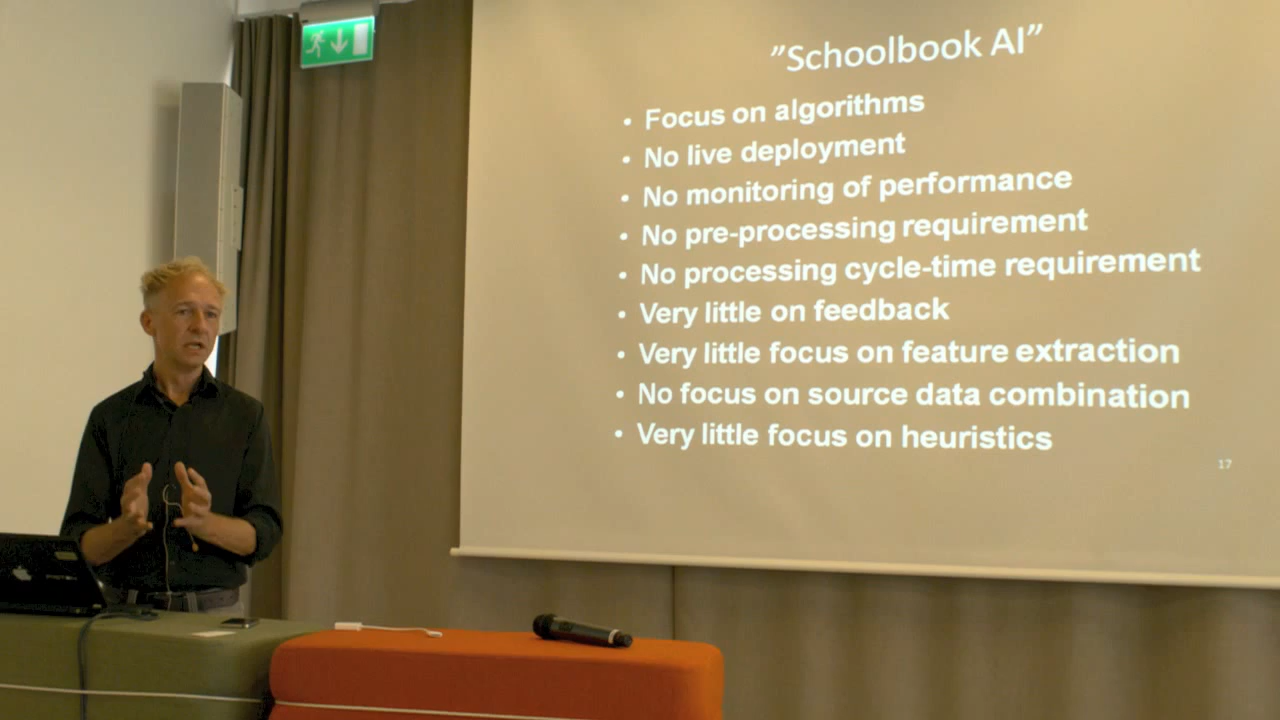 ”Schoolbook AI”
• Focus on algorithms
• No live deployment
• No monitoring of performance
• No pre-processing requirement
• No processing cycle-time requirement
• Very little on feedback
• Very little focus on feature extraction
• No focus on source data combination
• Very little focus on heuristics
17